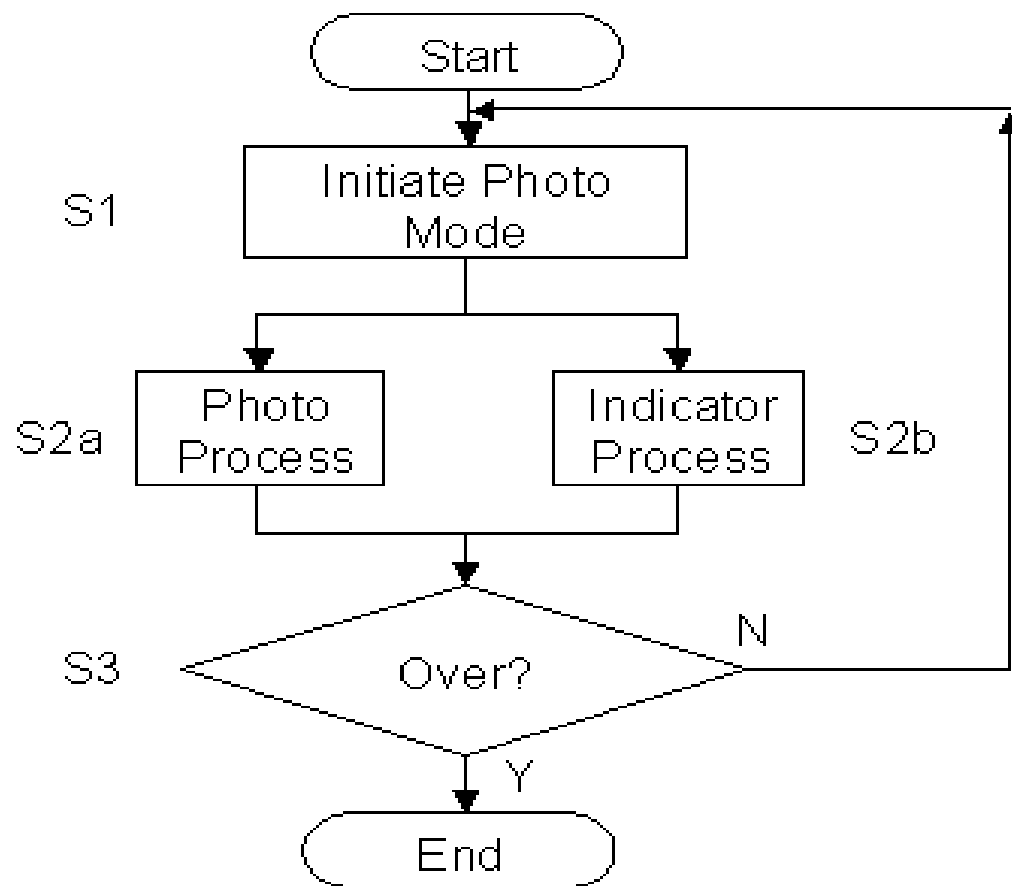 Start
S1
Initiate Photo
Mode
S2a
Photo
Process
Indicator
Process
S2b
S3
Over?
N
Y
End